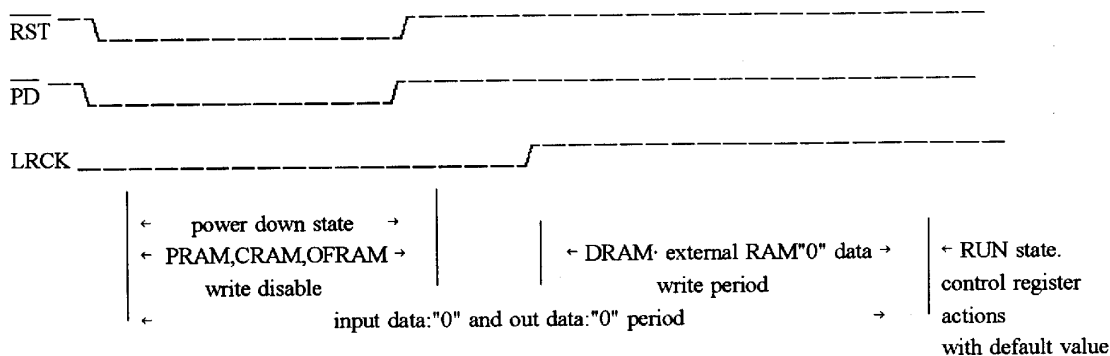 RST
PD
LRCK
← power down state →
← PRAM,CRAM,OFRAM →
write disable
← DRAM· external RAM"0" data →
write period
← RUN state.
control register
actions
with default value
← input data:"0" and out data:"0" period →